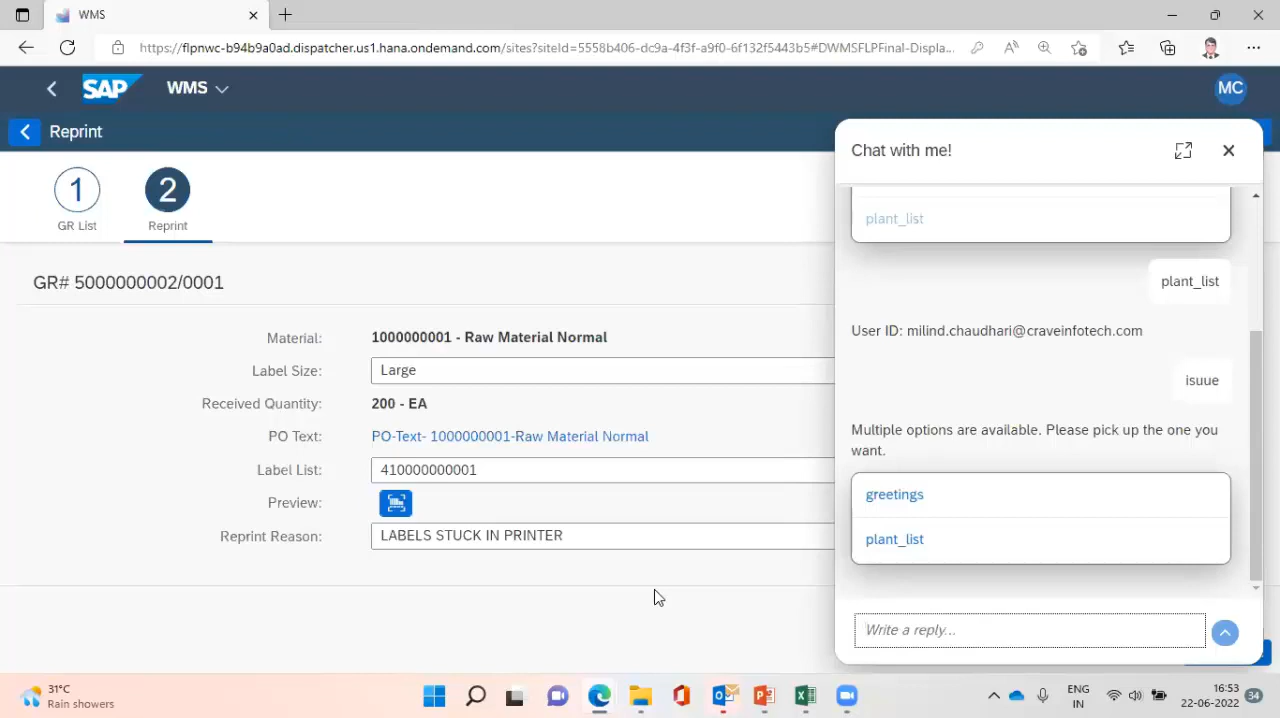 WMS
https://flpnwc-b94b9a0ad.dispatcher.us1.hana.ondemand.com/sites?siteId=5558b406-dc9a-4f3f-a9f0-6f132f5443b5#DWMSFLPFinal-Displa...
SAP WMS MC
Reprint
1 2
GR List Reprint
GR# 5000000002/0001
Material: 1000000001 - Raw Material Normal
Label Size: Large
Received Quantity: 200 - EA
PO Text: PO-Text- 1000000001-Raw Material Normal
Label List: 410000000001
Preview:
Reprint Reason: LABELS STUCK IN PRINTER
Chat with me!
plant_list
plant_list
User ID: milind.chaudhari@craveinfotech.com
isuue
Multiple options are available. Please pick up the one you
want.
greetings
plant_list
Write a reply...
31°C
Rain showers
ENG
IN
16:53
22-06-2022
34